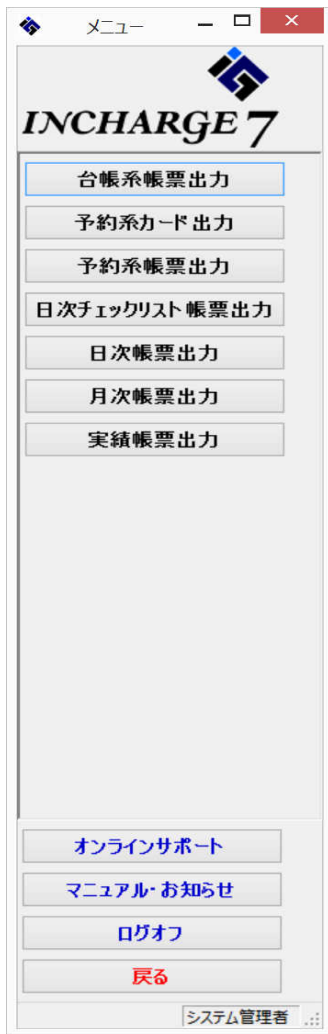 メニュー
INCHARGE 7
台帳系帳票出力
予約系カード出力
予約系帳票出力
日次チェックリスト帳票出力
日次帳票出力
月次帳票出力
実績帳票出力
オンラインサポート
マニュアル・お知らせ
ログオフ
戻る
システム管理者